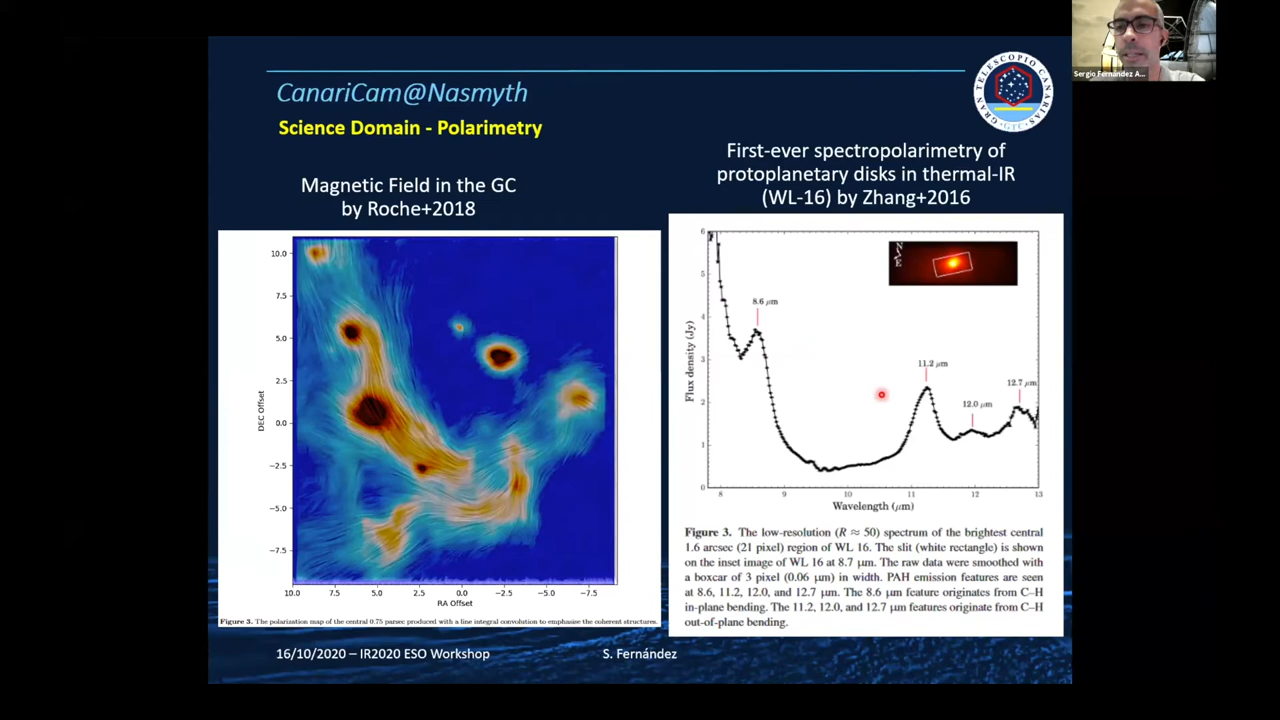 Sergio Fernández A...
CanariCam@Nasmyth
Science Domain - Polarimetry
GRAN TELESCOPIO CANARIAS
GTC
Magnetic Field in the GC
by Roche+2018
First-ever spectropolarimetry of
protoplanetary disks in thermal-IR
(WL-16) by Zhang+2016
10.0
7.5
5.0
2.5
0.0
−2.5
−5.0
−7.5
DEC Offset
10.0 7.5 5.0 2.5 0.0 −2.5 −5.0 −7.5
RA Offset
Figure 3. The polarization map of the central 0.75 parsec produced with a line integral convolution to emphasise the coherent structures.
6
5
4
3
2
1
0
Flux density (Jy)
N
E
8.6 μm
11.2 μm
12.0 μm
12.7 μm
8 9 10 11 12 13
Wavelength (μm)
Figure 3. The low-resolution (R ≈ 50) spectrum of the brightest central
1.6 arcsec (21 pixel) region of WL 16. The slit (white rectangle) is shown
on the inset image of WL 16 at 8.7 μm. The raw data were smoothed with
a boxcar of 3 pixel (0.06 μm) in width. PAH emission features are seen
at 8.6, 11.2, 12.0, and 12.7 μm. The 8.6 μm feature originates from C–H
in-plane bending. The 11.2, 12.0, and 12.7 μm features originate from C–H
out-of-plane bending.
16/10/2020 – IR2020 ESO Workshop
S. Fernández